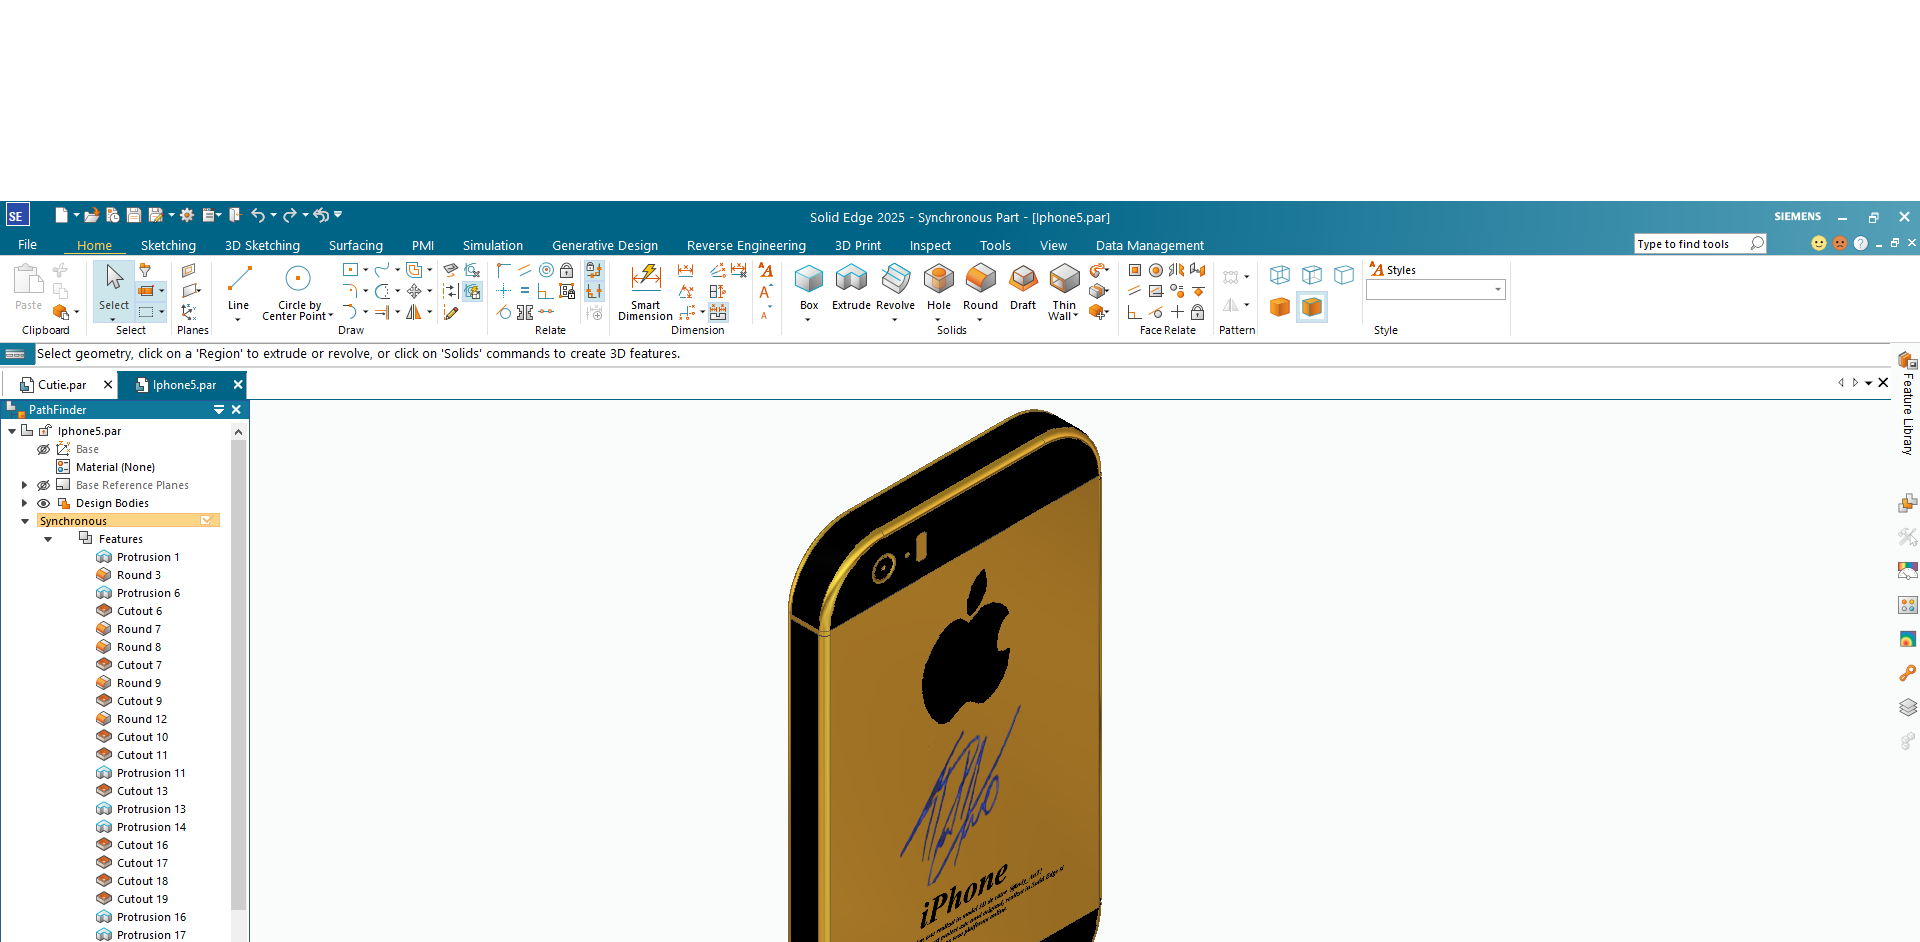 SE
Solid Edge 2025 - Synchronous Part - [Iphone5.par]
SIEMENS
File Home Sketching 3D Sketching Surfacing PMI Simulation Generative Design Reverse Engineering 3D Print Inspect Tools View Data Management
Type to find tools
Paste
Clipboard
Select
Select
Planes
Line
Circle by Center Point
Draw
Relate
Smart Dimension
Dimension
Box
Extrude
Revolve
Hole
Round
Draft
Thin Wall
Solids
Face Relate
Pattern
Styles
Style
Select geometry, click on a 'Region' to extrude or revolve, or click on 'Solids' commands to create 3D features.
Cutie.par
Iphone5.par
PathFinder
Iphone5.par
Base
Material (None)
Base Reference Planes
Design Bodies
Synchronous
Features
Protrusion 1
Round 3
Protrusion 6
Cutout 6
Round 7
Round 8
Cutout 7
Round 9
Cutout 9
Round 12
Cutout 10
Cutout 11
Protrusion 11
Cutout 13
Protrusion 13
Protrusion 14
Cutout 16
Cutout 17
Cutout 18
Cutout 19
Protrusion 16
Protrusion 17
iPhone
Feature Library